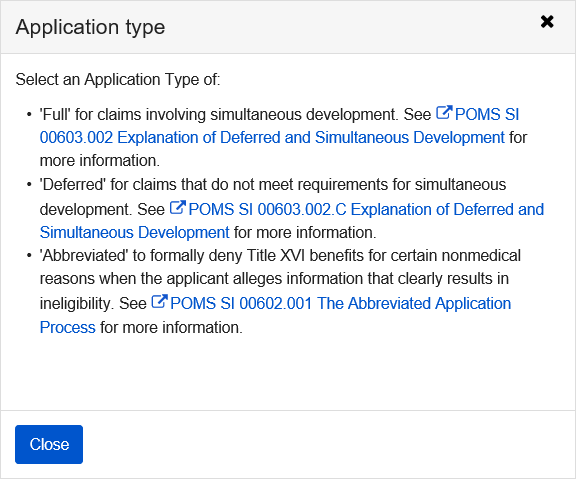 Application type
Select an Application Type of:
• 'Full' for claims involving simultaneous development. See POMS SI
00603.002 Explanation of Deferred and Simultaneous Development for
more information.
• 'Deferred' for claims that do not meet requirements for simultaneous
development. See POMS SI 00603.002.C Explanation of Deferred and
Simultaneous Development for more information.
• 'Abbreviated' to formally deny Title XVI benefits for certain nonmedical
reasons when the applicant alleges information that clearly results in
ineligibility. See POMS SI 00602.001 The Abbreviated Application
Process for more information.
Close